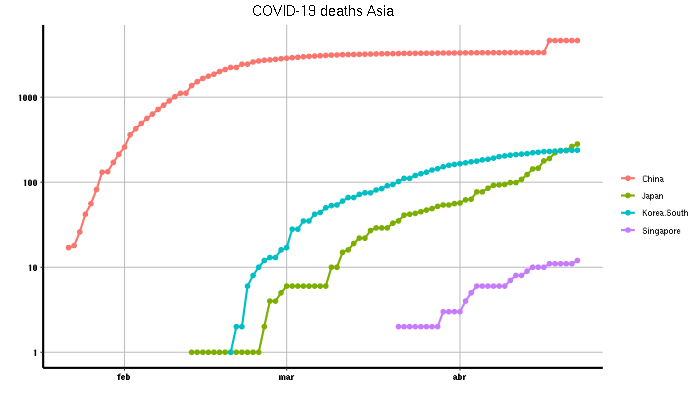 COVID-19 deaths Asia
1000
100
10
1
feb
mar
abr
China
Japan
Korea.South
Singapore